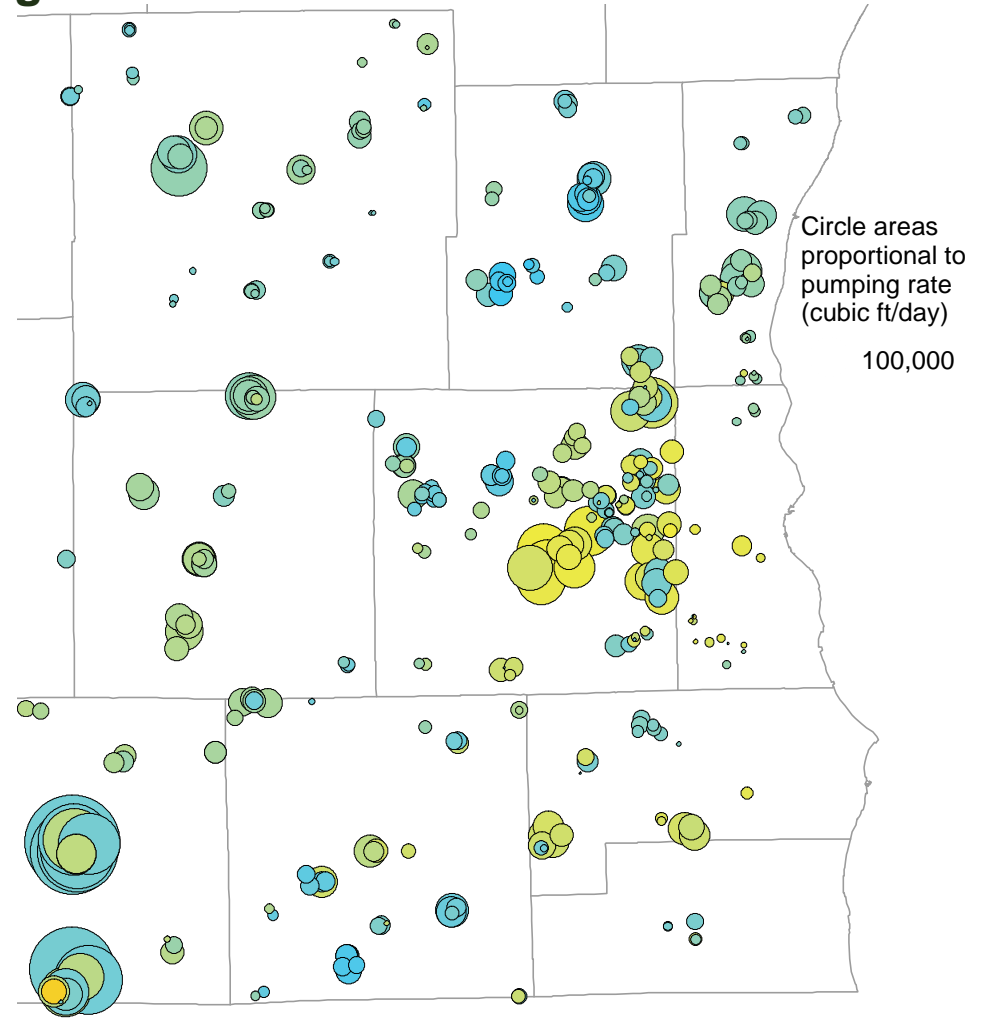 Circle areas
proportional to
pumping rate
(cubic ft/day)
100,000